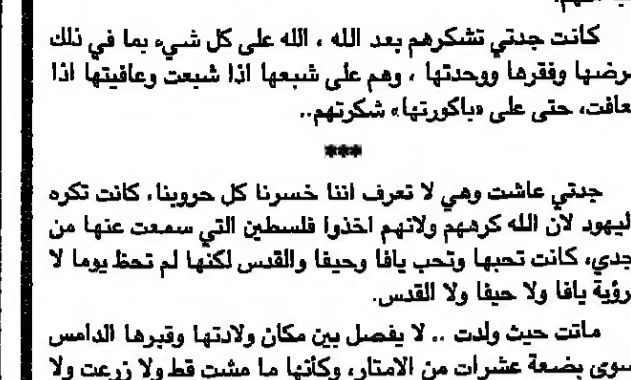 كانت جدتي تشكرهم بعد الله ، الله على كل شيء بما في ذلك
مرضها وفقرها ووحدتها ، وهم على شبعها اذا شبعت وعافيتها اذا
تعافت، حتى على «باكورتها» شكرتهم..
***
جدتي عاشت وهي لا تعرف اننا خسرنا كل حروبنا، كانت تكره
اليهود لان الله كرههم ولانهم اخذوا فلسطين التي سمعت عنها من
جدي، كانت تحبها وتحب يافا وحيفا والقدس لكنها لم تحظ يوما لا
برؤية يافا ولا حيفا ولا القدس.
ماتت حيث ولدت .. لا يفصل بين مكان ولادتها وقبرها الدامس
سوى بضعة عشرات من الامتار، وكأنها ما مشت قط ولا زرعت ولا